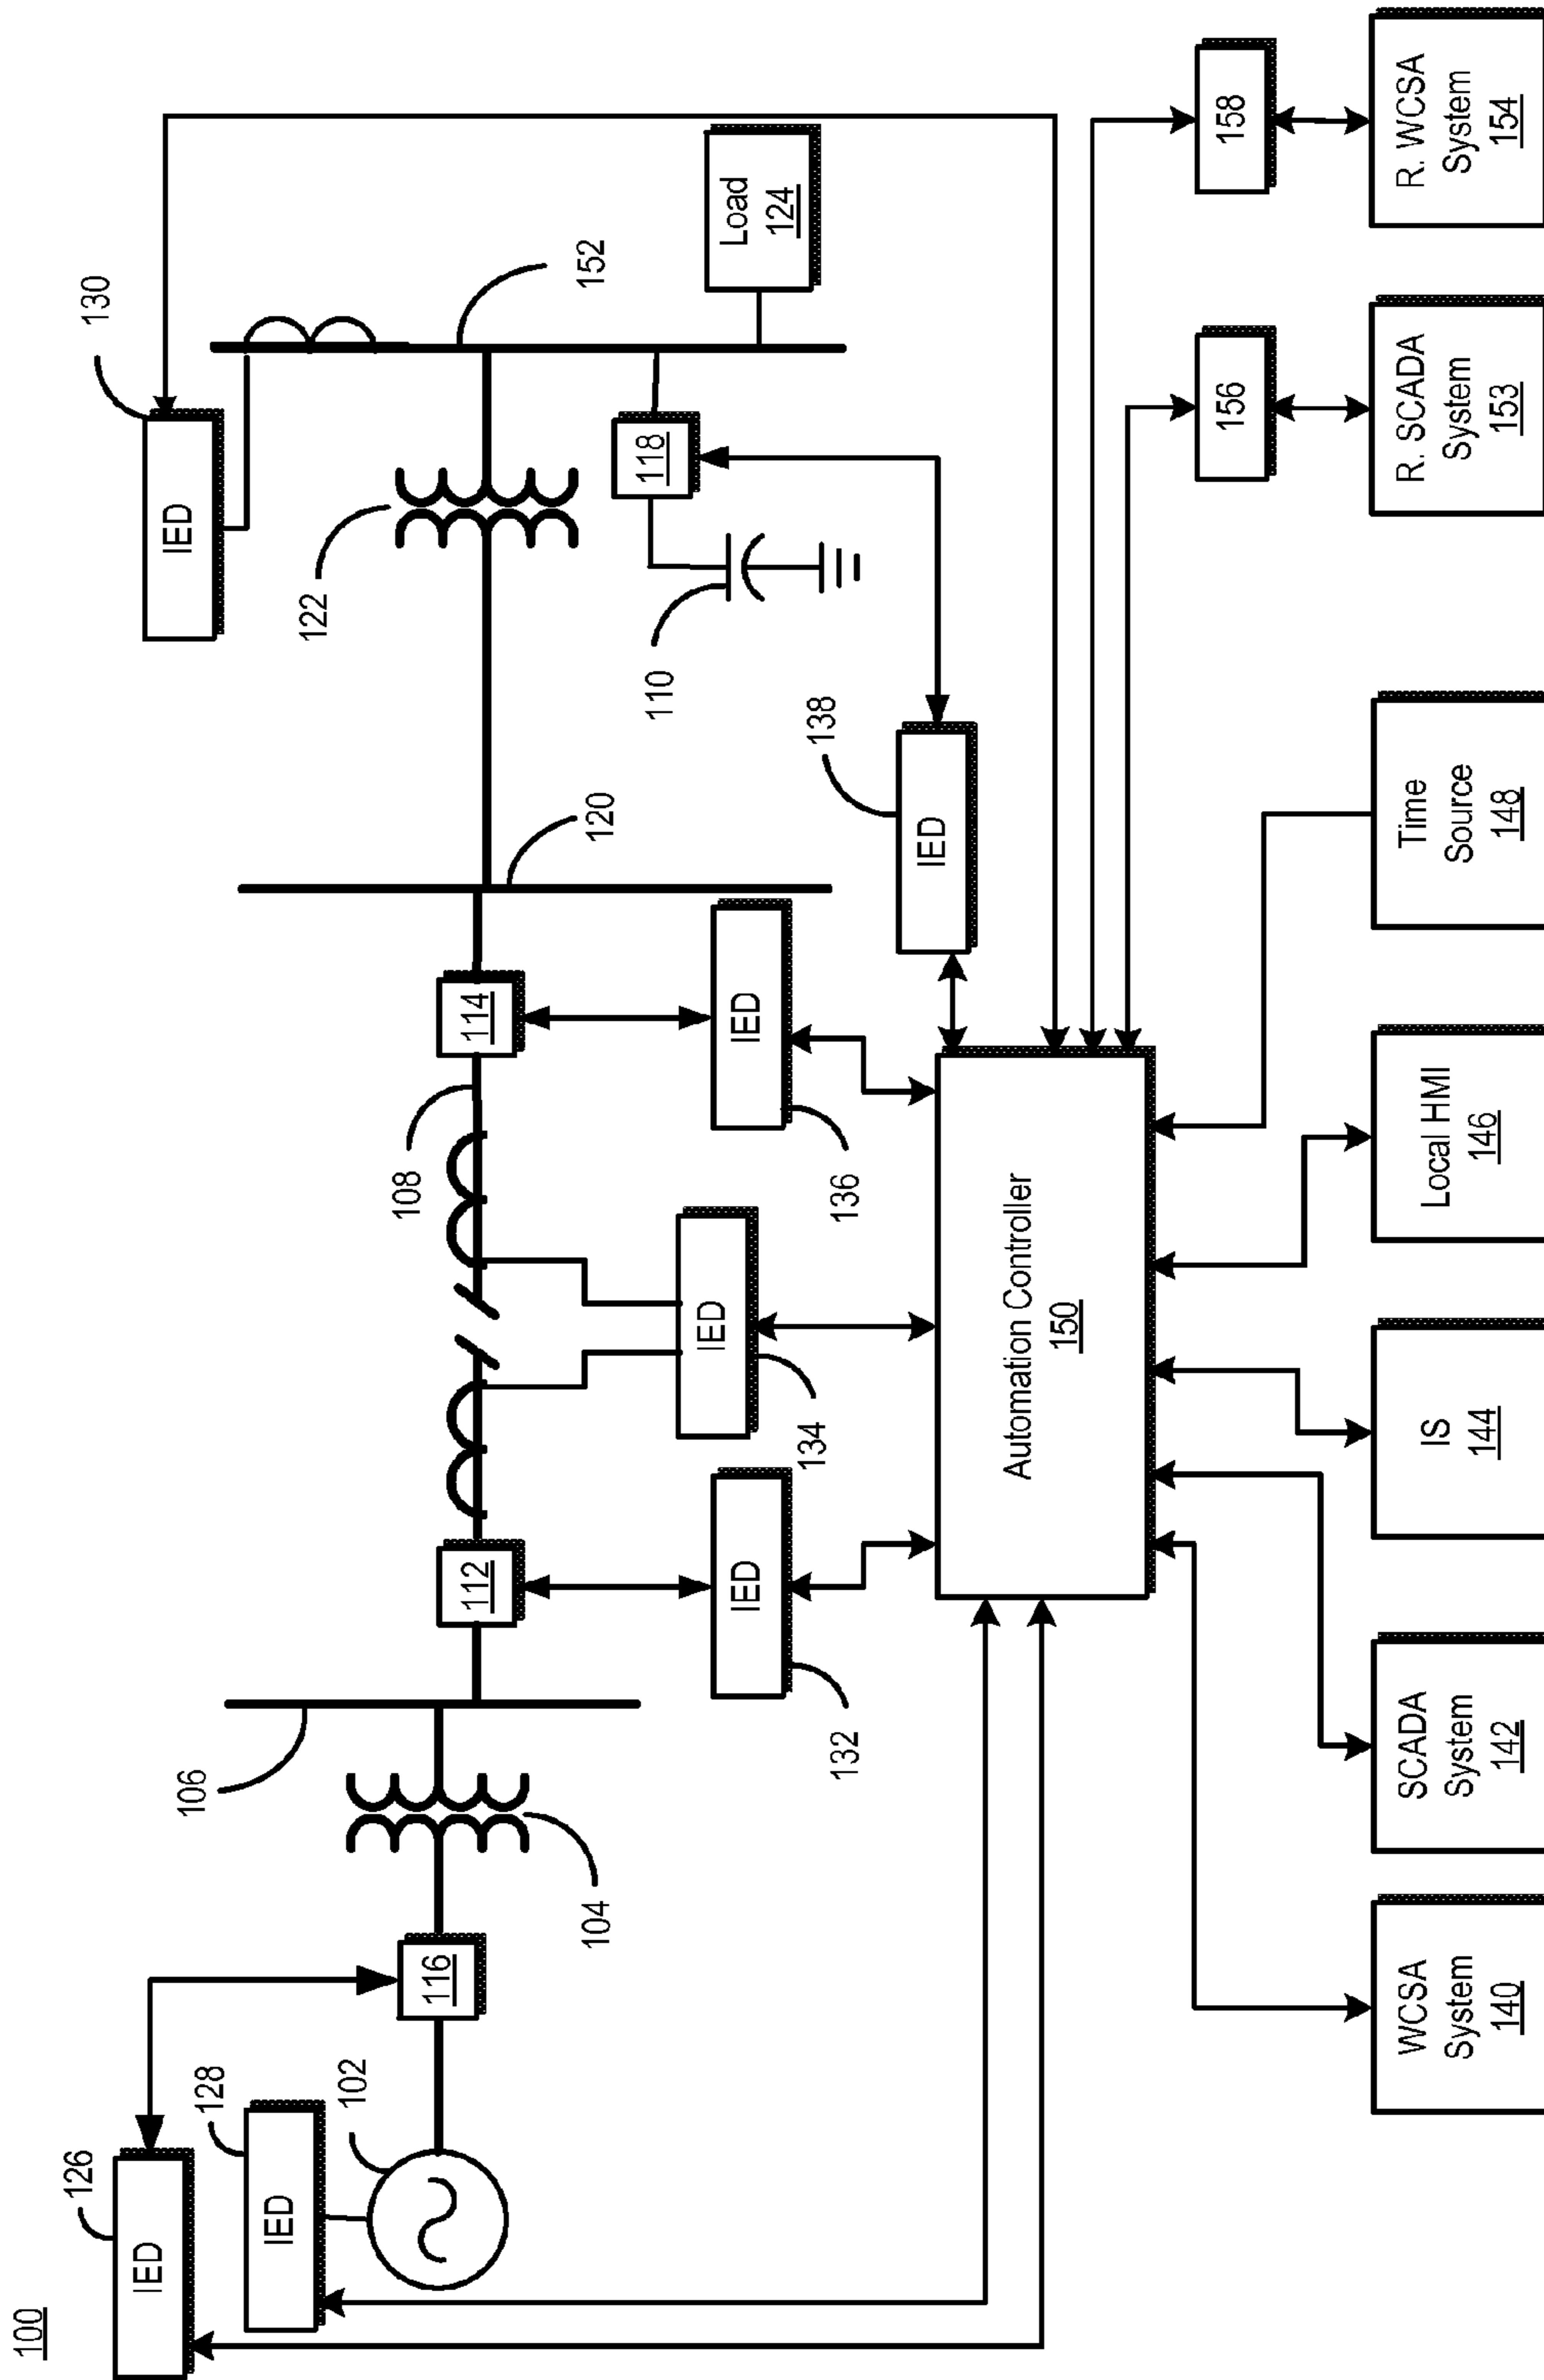 100
126
IED
128
IED
102
116
104
106
112
108
114
120
122
130
IED
152
118
110
Load
124
IED
132
IED
134
IED
136
IED
138
Automation Controller
150
WCSA
System
140
SCADA
System
142
IS
144
Local HMI
146
Time
Source
148
156
R. SCADA
System
153
158
R. WCSA
System
154